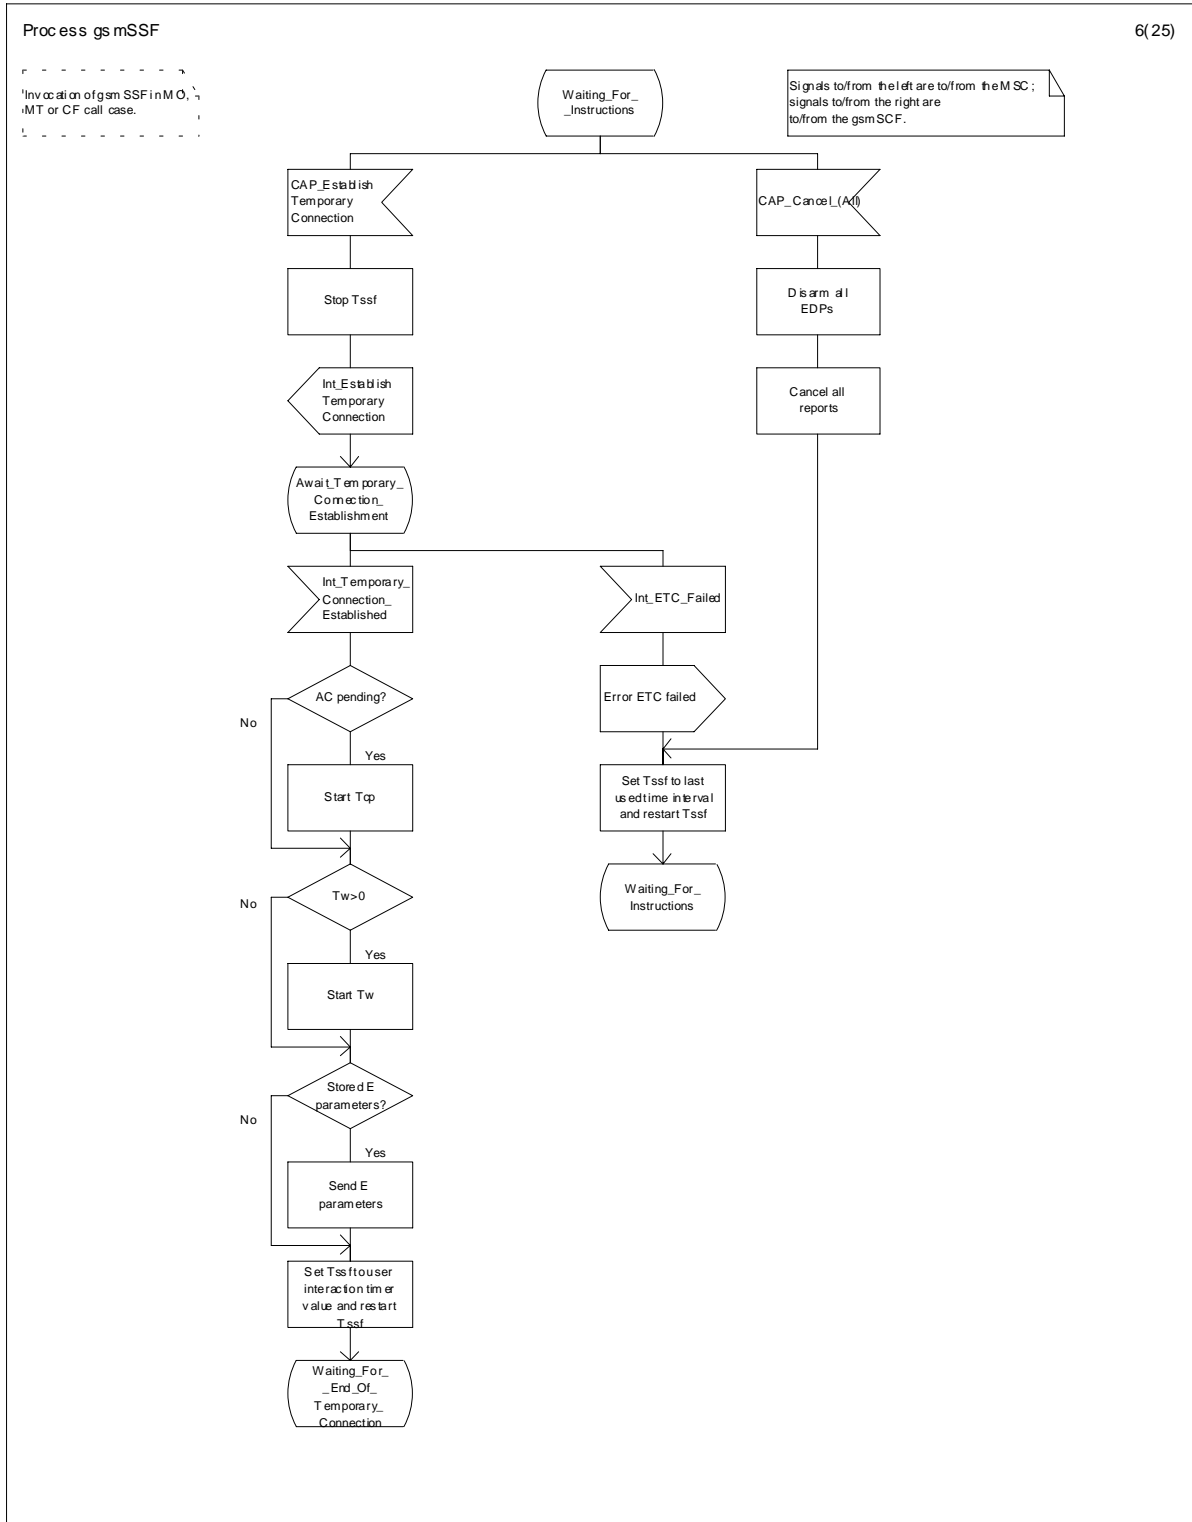 Process gsmSSF
6(25)
Invocation of gsmSSF in MO,
MT or CF call case.
Waiting_For_
_Instructions
Signals to/from the left are to/from the MSC;
signals to/from the right are
to/from the gsmSCF.
CAP_Establish
Temporary
Connection
CAP_Cancel_(All)
Stop Tssf
Disarm all
EDPs
Int_Establish
Temporary
Connection
Cancel all
reports
Await_Temporary_
Connection_
Establishment
Int_Temporary_
Connection_
Established
Int_ETC_Failed
AC pending?
Error ETC failed
No
Yes
Start Tcp
Set Tssf to last
used time interval
and restart Tssf
Tw>0
No
Waiting_For_
Instructions
Yes
Start Tw
Stored E
parameters?
No
Yes
Send E
parameters
Set Tssf to user
interaction timer
value and restart
Tssf
Waiting_For_
_End_Of_
Temporary_
Connection